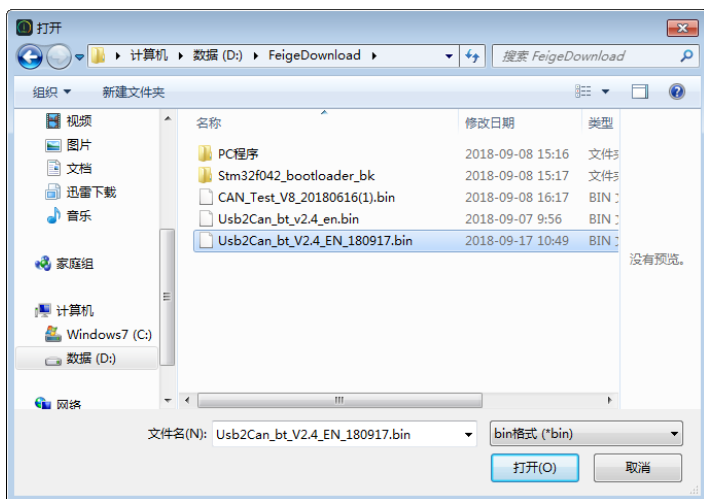 打开
计算机 数据 (D:) FeigeDownload
搜索 FeigeDownload
组织 新建文件夹
视频
图片
文档
迅雷下载
音乐
家庭组
计算机
Windows7 (C:)
数据 (D:)
网络
名称 修改日期 类型
PC程序 2018-09-08 15:16 文件
Stm32f042_bootloader_bk 2018-09-08 15:17 文件
CAN_Test_V8_20180616(1).bin 2018-09-08 16:17 BIN
Usb2Can_bt_v2.4_en.bin 2018-09-07 9:56 BIN
Usb2Can_bt_V2.4_EN_180917.bin 2018-09-17 10:49 BIN
没有预览。
文件名(N): Usb2Can_bt_V2.4_EN_180917.bin bin格式 (*bin)
打开(O) 取消